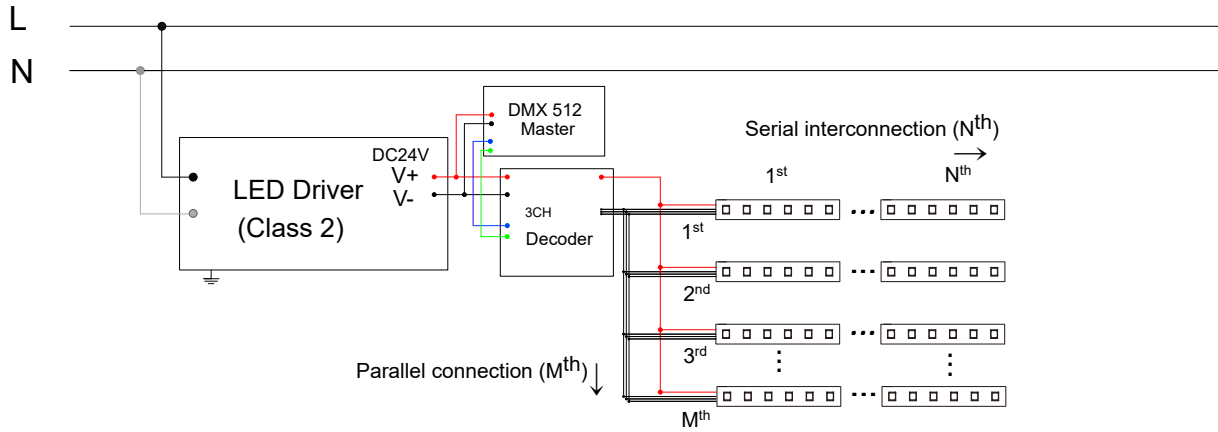 L
N
DMX 512
Master
DC24V
V+
V-
LED Driver
(Class 2)
3CH
Decoder
Serial interconnection (Nth)
1st
Nth
1st
2nd
3rd
Mth
Parallel connection (Mth)